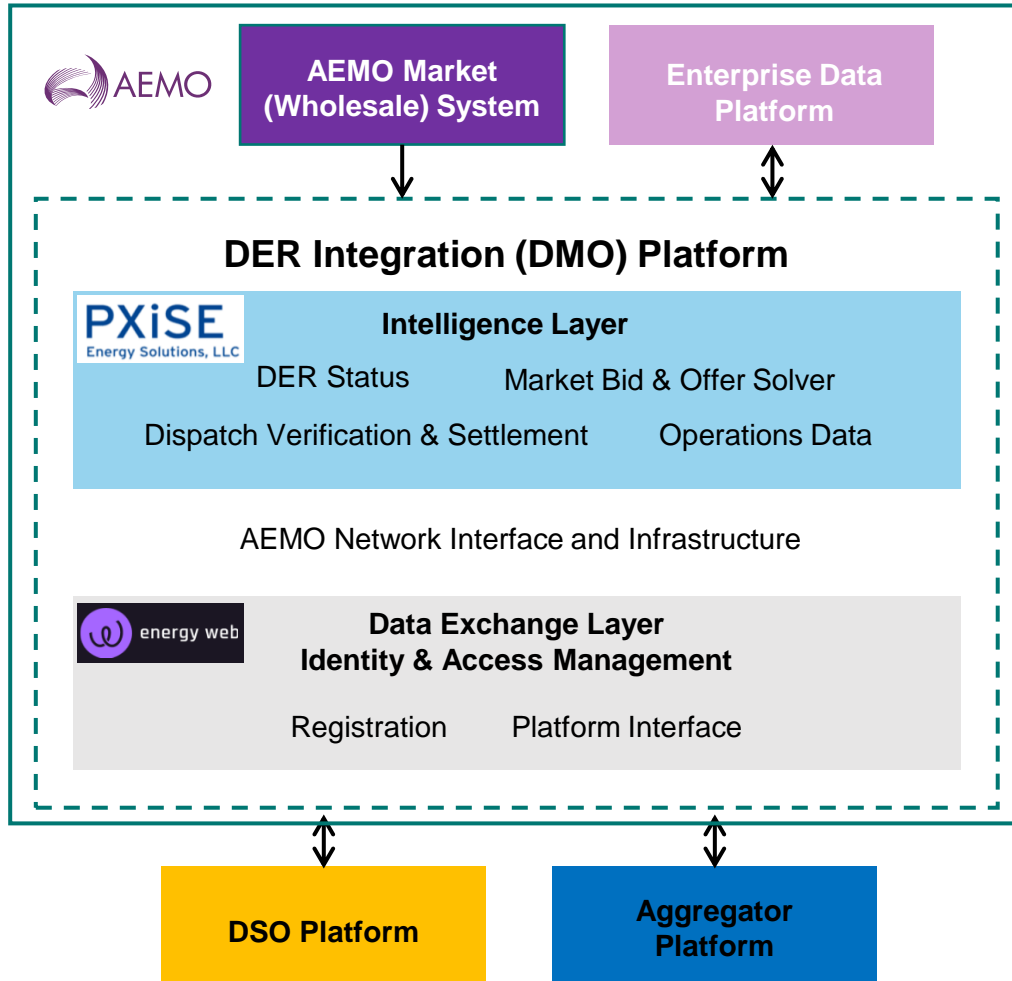 AEMO
AEMO Market
(Wholesale) System
Enterprise Data
Platform
DER Integration (DMO) Platform
PXiSE
Energy Solutions, LLC
Intelligence Layer
DER Status
Market Bid & Offer Solver
Dispatch Verification & Settlement
Operations Data
AEMO Network Interface and Infrastructure
energy web
Data Exchange Layer
Identity & Access Management
Registration
Platform Interface
DSO Platform
Aggregator
Platform